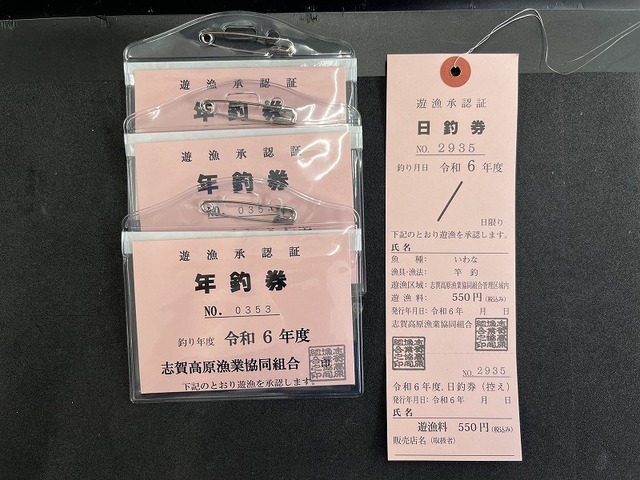 遊漁承認証
年釣券
遊漁承認証
年釣券
NO. 035
遊漁承認証
年釣券
NO. 0353
釣り年度 令和6年度
志賀高原漁業協同組合 印
下記のとおり遊漁を承認します
遊漁承認証
日釣券
NO. 2935
釣り月日 令和6年度
/
日限り
下記のとおり遊漁を承認します。
氏名
魚種: いわな
漁具・漁法: 竿釣
遊漁区域: 志賀高原漁業協同組合管理区域内
遊漁料: 550円(税込み)
発行年月日: 令和6年 月 日
志賀高原漁業協同組合
NO. 2935
令和6年度. 日釣券(控え)
発行年月日: 令和6年 月 日
氏名
遊漁料 550円(税込み)
販売店名(取扱者)